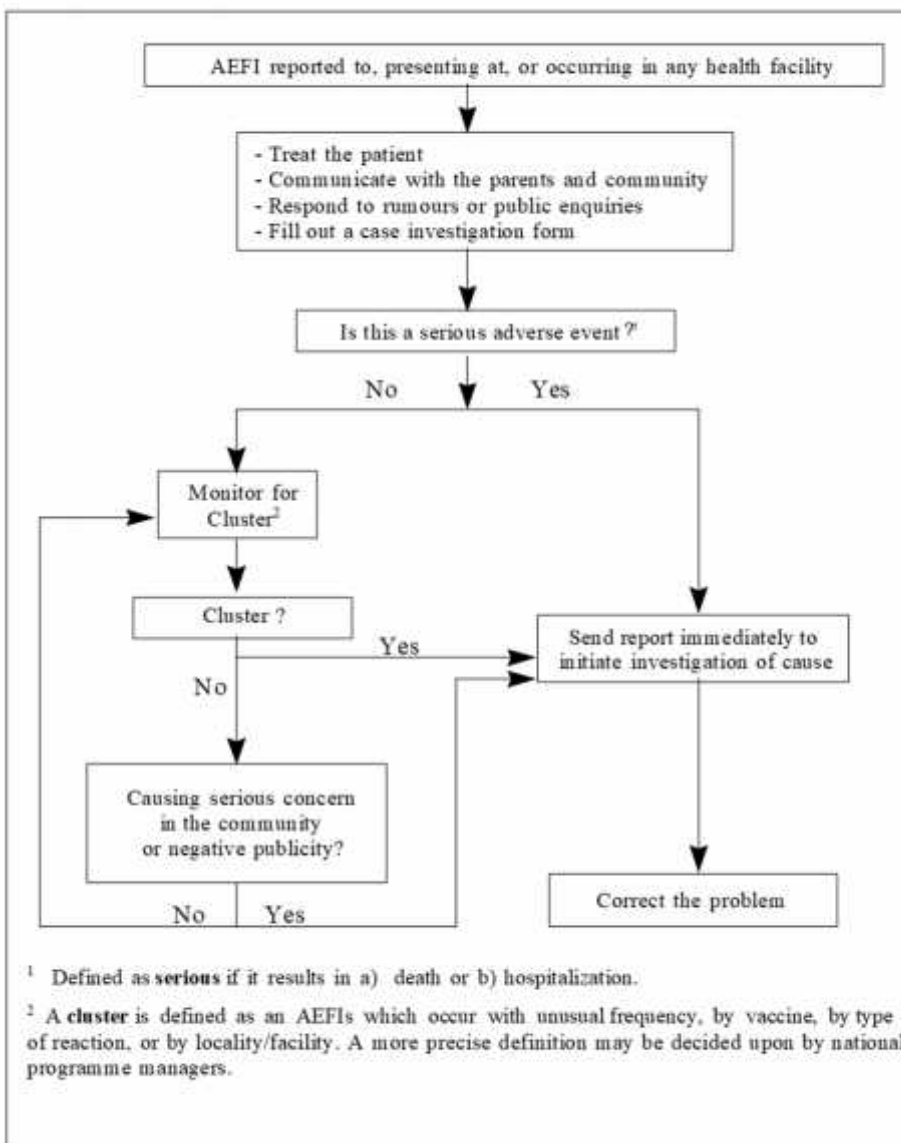 AEFI reported to, presenting at, or occurring in any health facility
- Treat the patient
- Communicate with the parents and community
- Respond to rumours or public enquiries
- Fill out a case investigation form
Is this a serious adverse event ?¹
No Yes
Monitor for
Cluster²
Cluster ?
Yes
No
Send report immediately to
initiate investigation of cause
Causing serious concern
in the community
or negative publicity?
No Yes
Correct the problem
¹ Defined as serious if it results in a) death or b) hospitalization.
² A cluster is defined as an AEFIs which occur with unusual frequency, by vaccine, by type
of reaction, or by locality/facility. A more precise definition may be decided upon by national
programme managers.